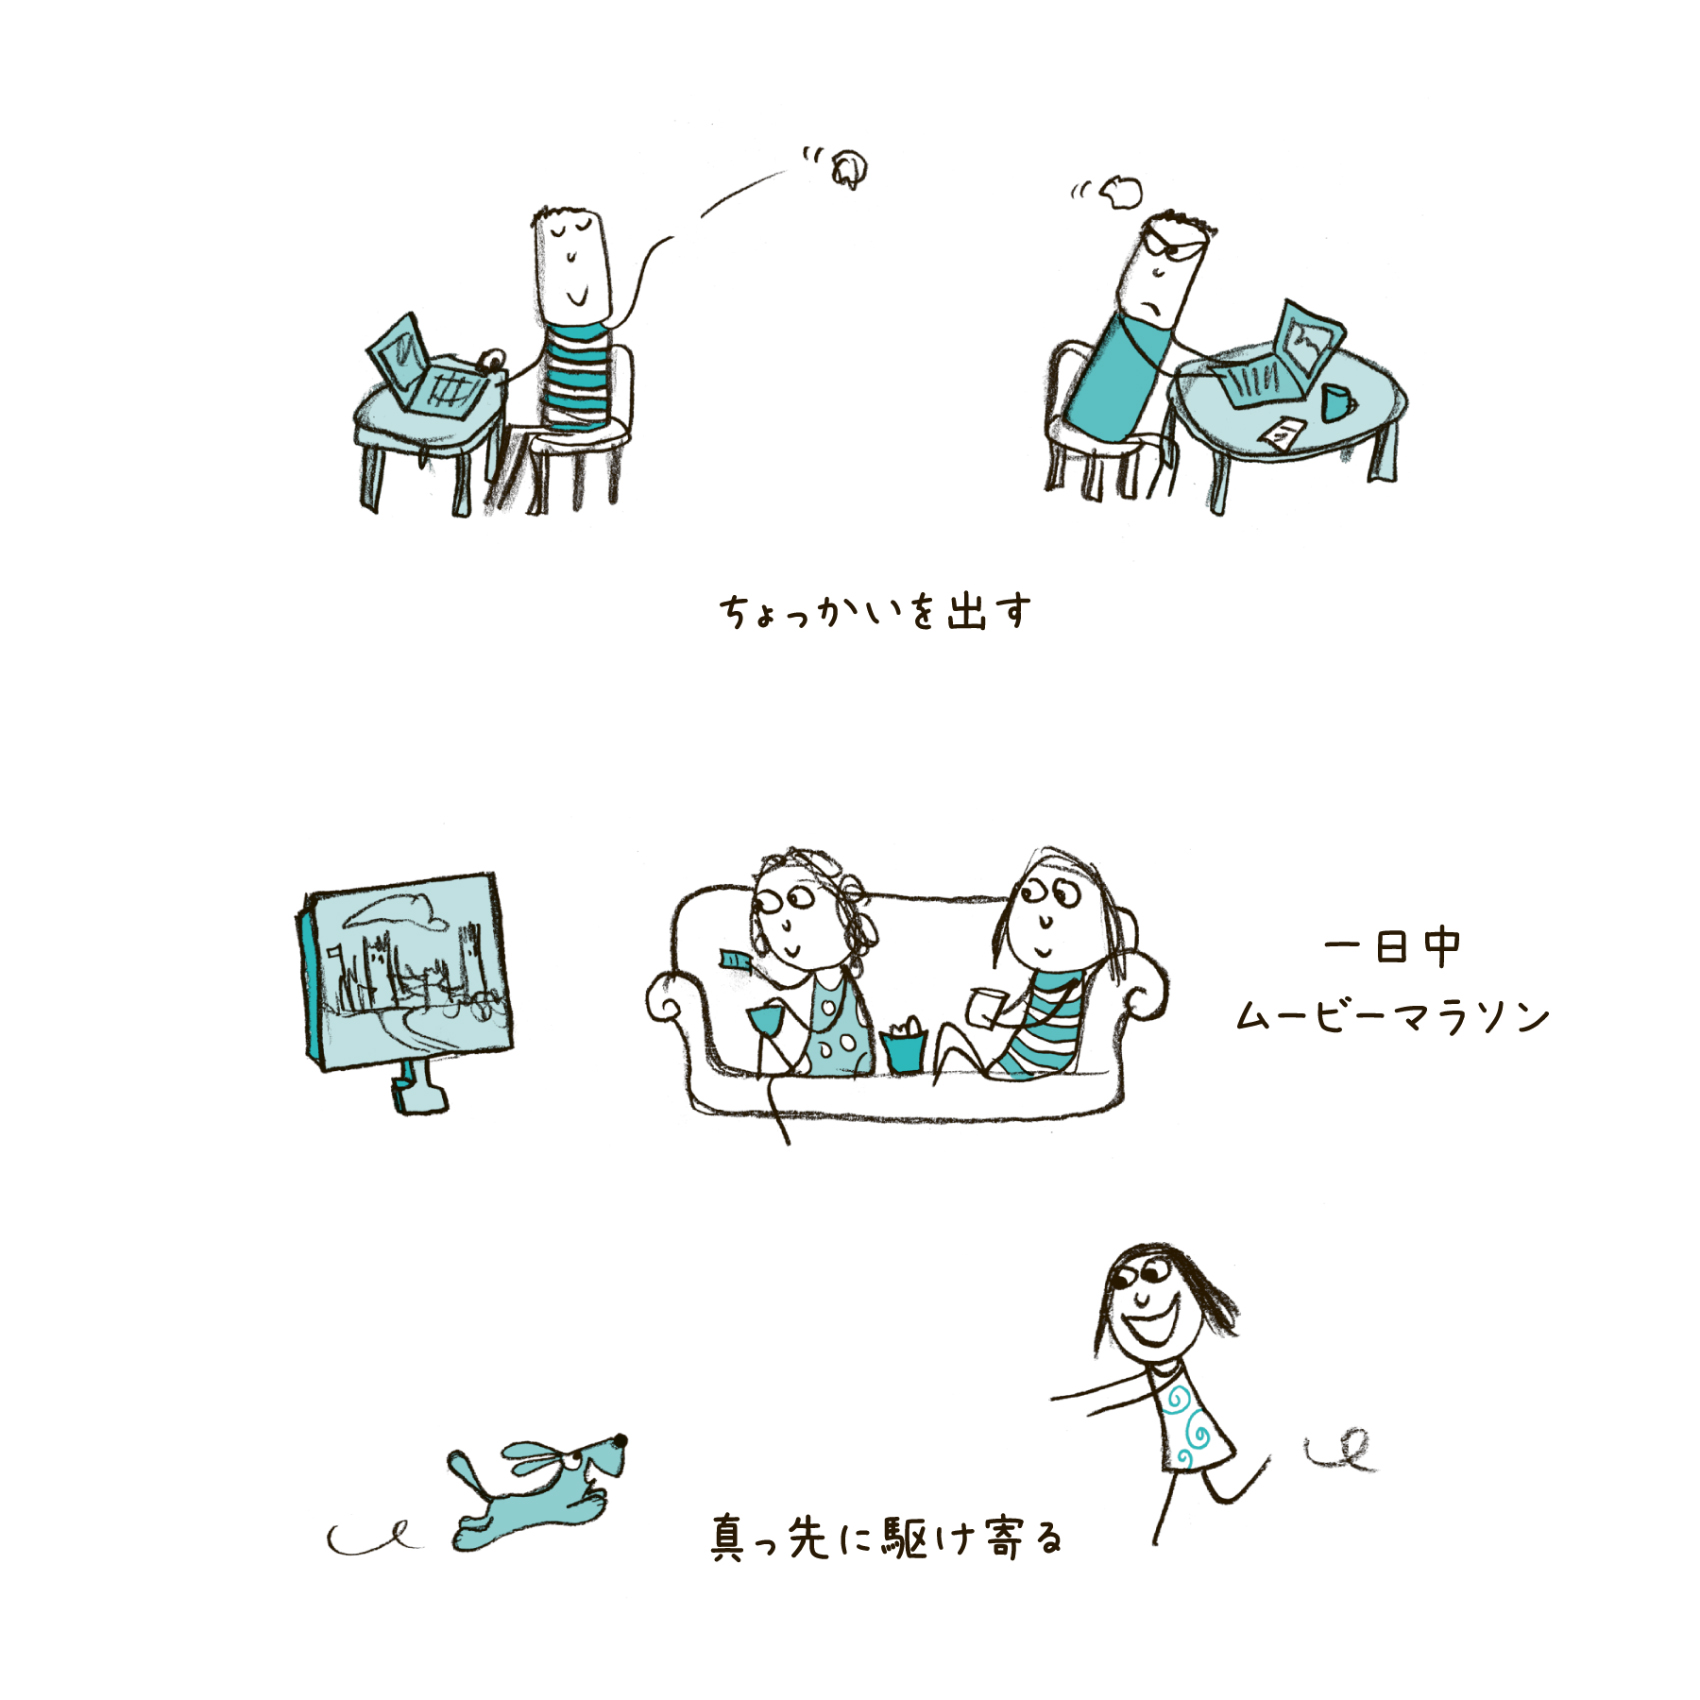 ちょっかいを出す
一日中
ムービーマラソン
真っ先に駆け寄る